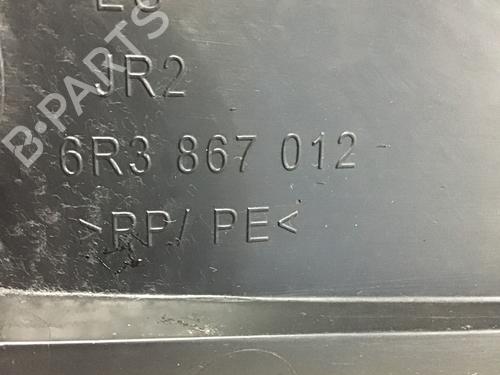 JR2
6R3 867 012
>PP/ PE<
B-PARTS